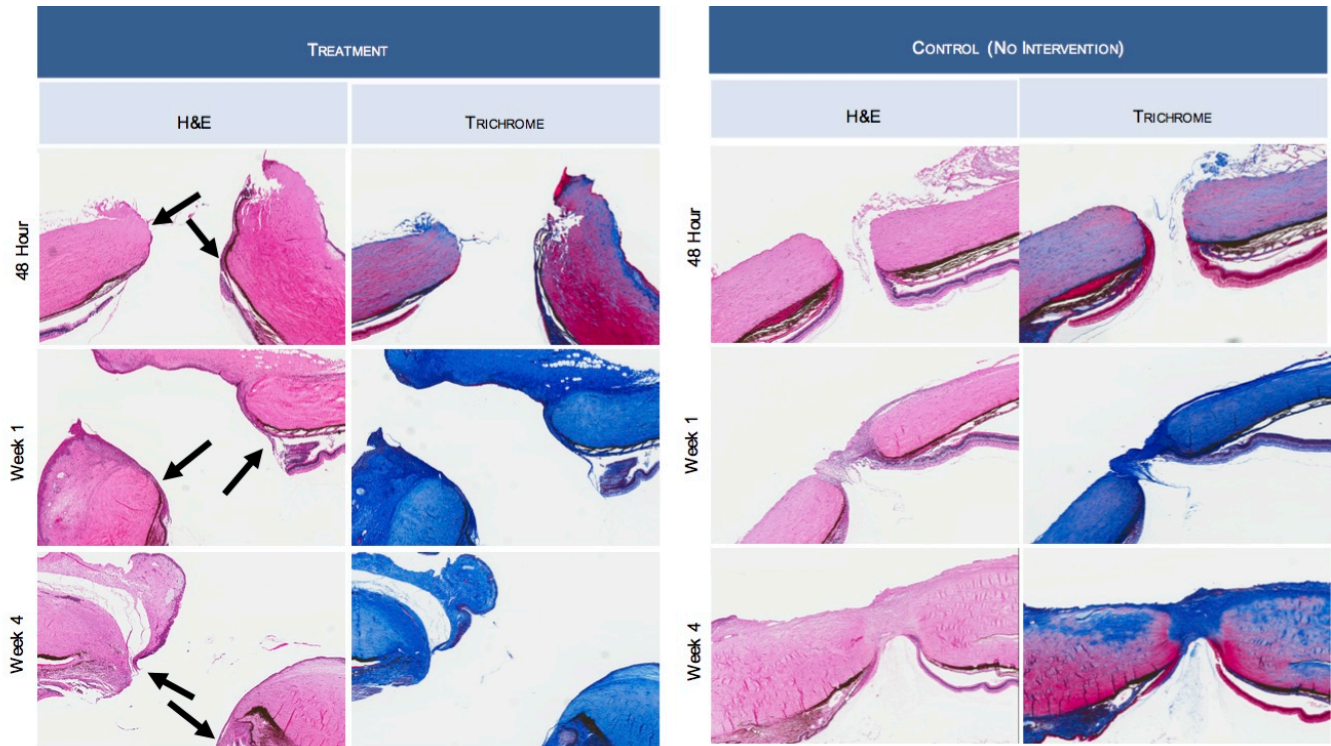 TREATMENT
CONTROL (NO INTERVENTION)
H&E
TRICHROME
H&E
TRICHROME
48 Hour
48 Hour
Week 1
Week 1
Week 4
Week 4